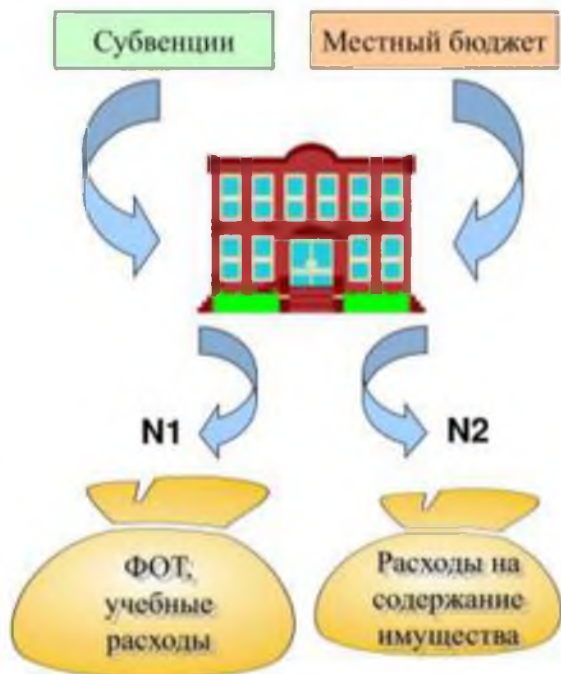 Субвенции
Местный бюджет
N1
N2
ФОТ,
учебные
расходы
Расходы на
содержание
имущества